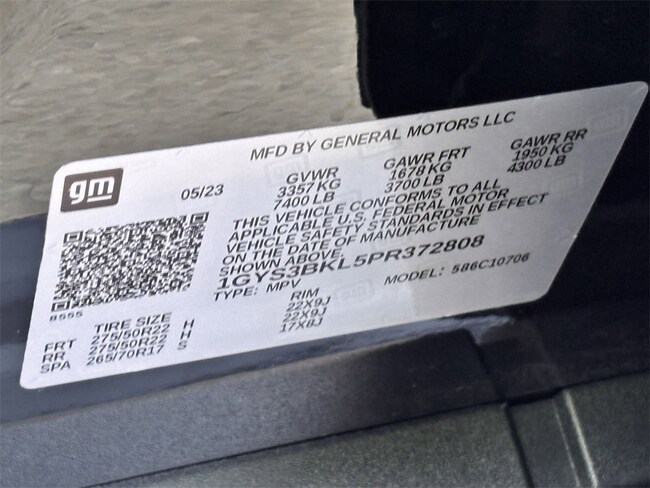 MFD BY GENERAL MOTORS LLC
gm
05/23
GVWR
3357 KG
7400 LB
GAWR FRT
1678 KG
3700 LB
GAWR RR
1950 KG
4300 LB
THIS VEHICLE CONFORMS TO ALL
APPLICABLE U.S. FEDERAL MOTOR
VEHICLE SAFETY STANDARDS IN EFFECT
ON THE DATE OF MANUFACTURE
SHOWN ABOVE.
1GYS3BKL5PR372808
TYPE: MPV MODEL: 586C10706
TIRE SIZE RIM
FRT 275/50R22 H 22X9J
RR 275/50R22 H 22X9J
SPA 265/70R17 S 17X8J